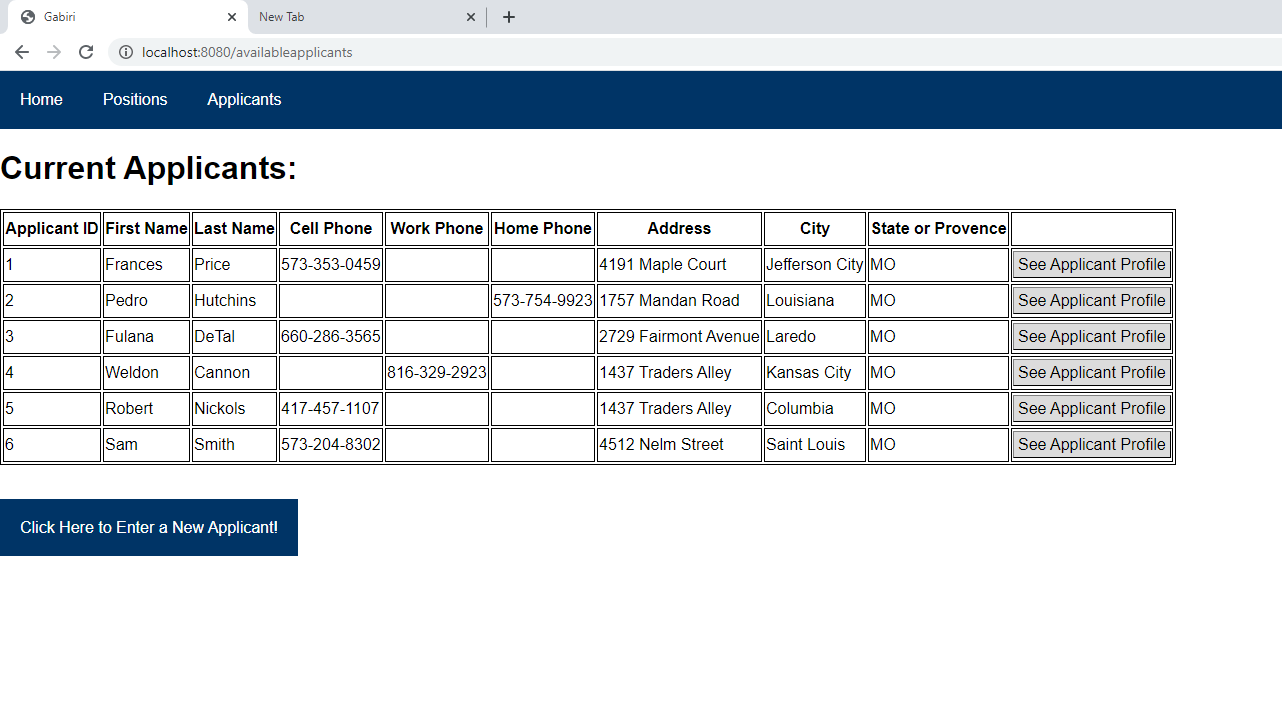 Gabiri
New Tab
localhost:8080/availableapplicants
Home Positions Applicants
Current Applicants:
Applicant ID First Name Last Name Cell Phone Work Phone Home Phone Address City State or Provence
1 Frances Price 573-353-0459 4191 Maple Court Jefferson City MO See Applicant Profile
2 Pedro Hutchins 573-754-9923 1757 Mandan Road Louisiana MO See Applicant Profile
3 Fulana DeTal 660-286-3565 2729 Fairmont Avenue Laredo MO See Applicant Profile
4 Weldon Cannon 816-329-2923 1437 Traders Alley Kansas City MO See Applicant Profile
5 Robert Nickols 417-457-1107 1437 Traders Alley Columbia MO See Applicant Profile
6 Sam Smith 573-204-8302 4512 Nelm Street Saint Louis MO See Applicant Profile
Click Here to Enter a New Applicant!